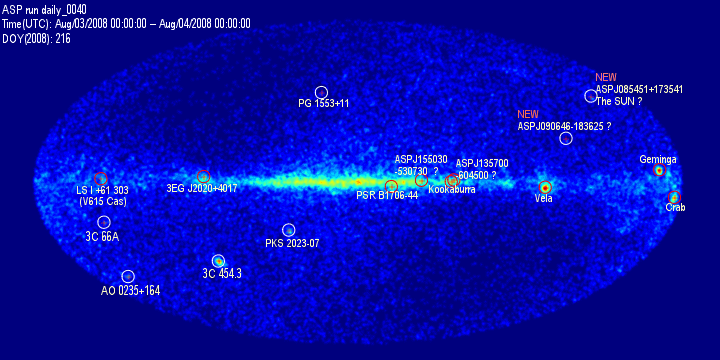 ASP run daily_0040
Time(UTC): Aug/03/2008 00:00:00 – Aug/04/2008 00:00:00
DOY(2008): 216
NEW
ASPJ085451+173541
The SUN ?
PG 1553+11
NEW
ASPJ090646-183625 ?
ASPJ155030
-530730 ?
ASPJ135700
-604500 ?
Geminga
LS I +61 303
(V615 Cas)
3EG J2020+4017
PSR B1706-44
Kookaburra
Vela
Crab
3C 66A
PKS 2023-07
3C 454.3
AO 0235+164